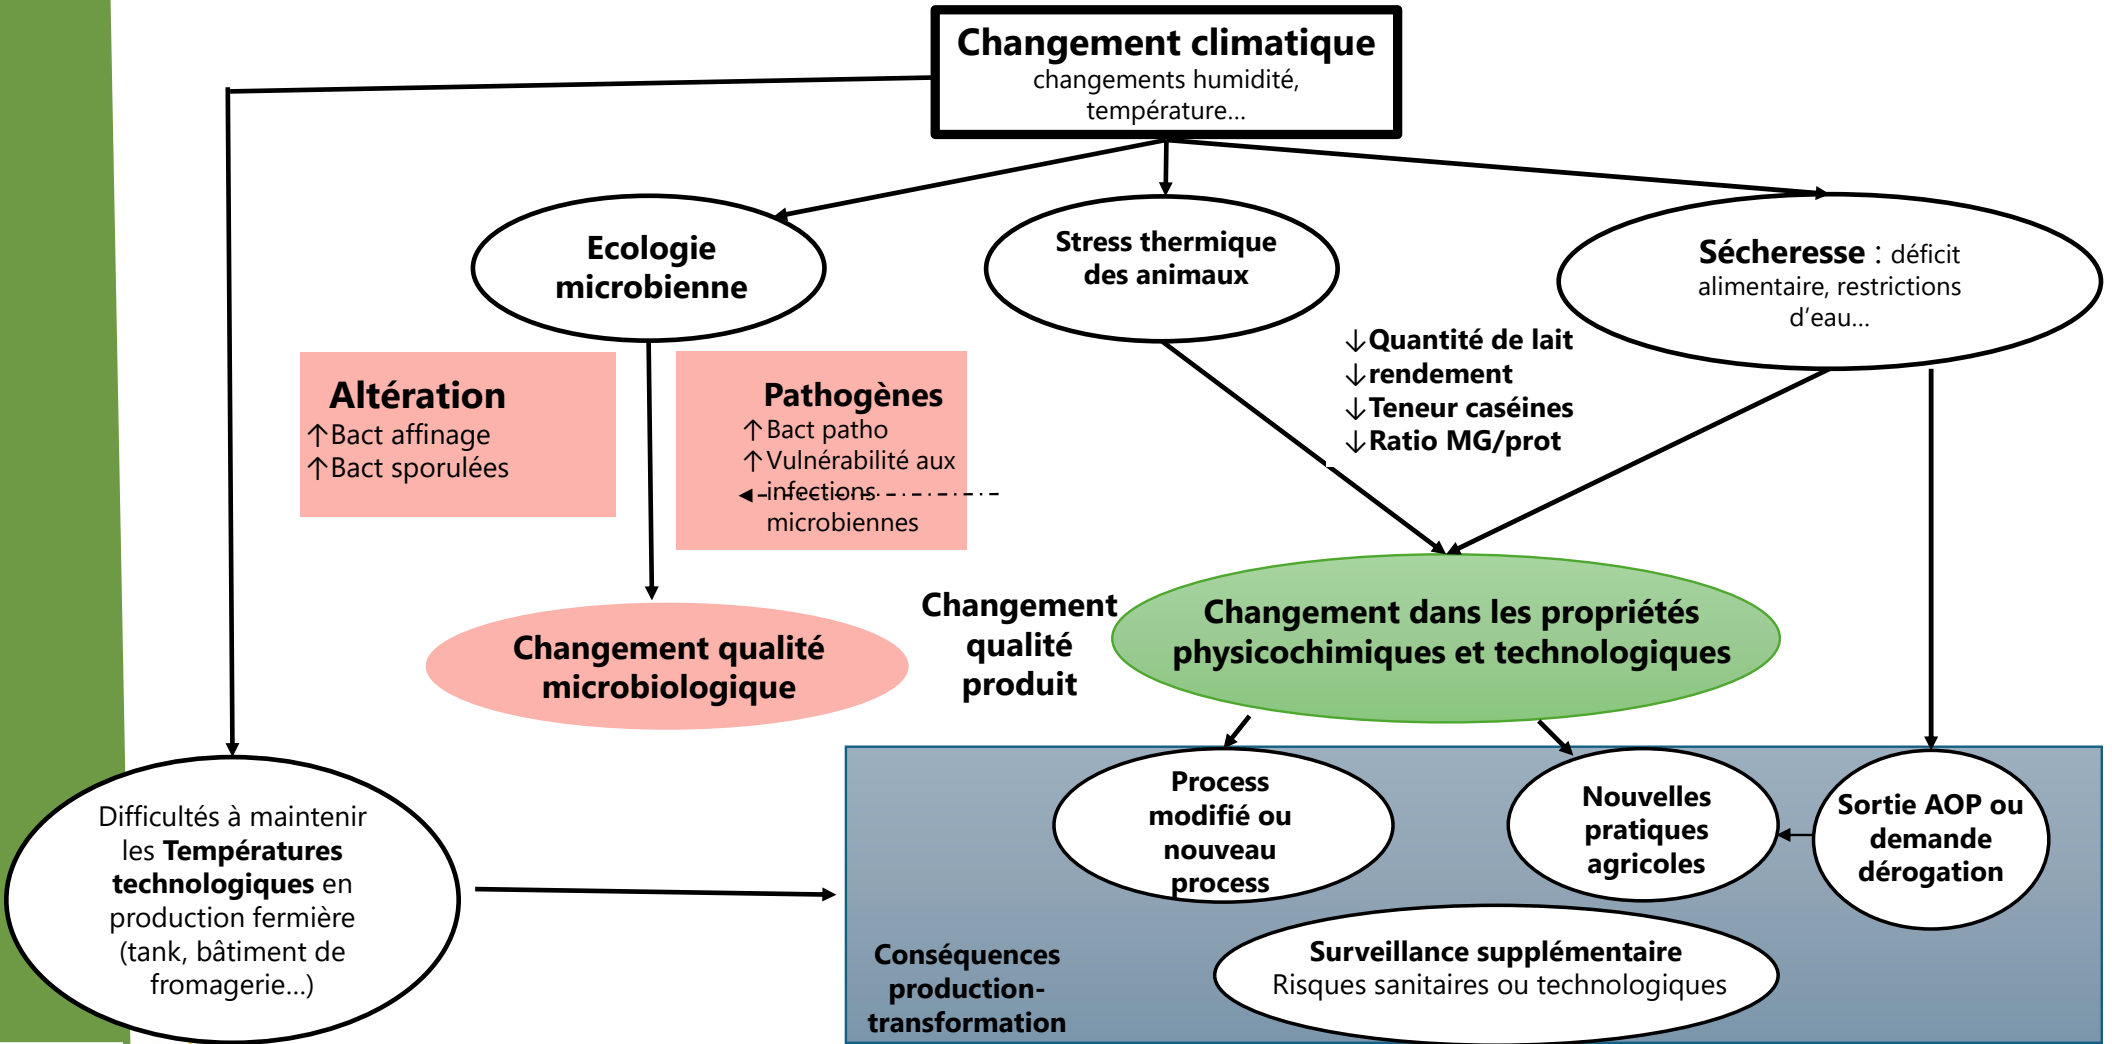 Changement climatique
changements humidité,
température...
Ecologie
microbienne
Stress thermique
des animaux
Sécheresse : déficit
alimentaire, restrictions
d'eau...
↓Quantité de lait
↓rendement
↓Teneur caséines
↓Ratio MG/prot
Altération
↑Bact affinage
↑Bact sporulées
Pathogènes
↑Bact patho
↑Vulnérabilité aux
infections
microbiennes
Changement qualité
microbiologique
Changement
qualité
produit
Changement dans les propriétés
physicochimiques et technologiques
Difficultés à maintenir
les Températures
technologiques en
production fermière
(tank, bâtiment de
fromagerie...)
Process
modifié ou
nouveau
process
Nouvelles
pratiques
agricoles
Sortie AOP ou
demande
dérogation
Surveillance supplémentaire
Risques sanitaires ou technologiques
Conséquences
production-
transformation